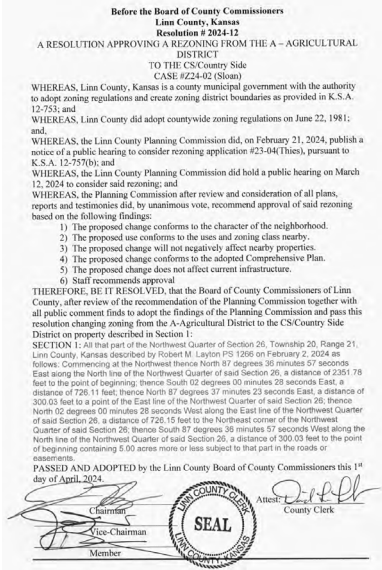 Before the Board of County Commissioners
Linn County, Kansas
Resolution # 2024-12
A RESOLUTION APPROVING A REZONING FROM THE A – AGRICULTURAL
DISTRICT
TO THE CS/Country Side
CASE #Z24-02 (Sloan)
WHEREAS, Linn County, Kansas is a county municipal government with the authority
to adopt zoning regulations and create zoning district boundaries as provided in K.S.A.
12-753; and
WHEREAS, Linn County did adopt countywide zoning regulations on June 22, 1981;
and,
WHEREAS, the Linn County Planning Commission did, on February 21, 2024, publish a
notice of a public hearing to consider rezoning application #23-04(Thies), pursuant to
K.S.A. 12-757(b); and
WHEREAS, the Linn County Planning Commission did hold a public hearing on March
12, 2024 to consider said rezoning; and
WHEREAS, the Planning Commission after review and consideration of all plans,
reports and testimonies did, by unanimous vote, recommend approval of said rezoning
based on the following findings:
1) The proposed change conforms to the character of the neighborhood.
2) The proposed use conforms to the uses and zoning class nearby.
3) The proposed change will not negatively affect nearby properties.
4) The proposed change conforms to the adopted Comprehensive Plan.
5) The proposed change does not affect current infrastructure.
6) Staff recommends approval
THEREFORE, BE IT RESOLVED, that the Board of County Commissioners of Linn
County, after review of the recommendation of the Planning Commission together with
all public comment finds to adopt the findings of the Planning Commission and pass this
resolution changing zoning from the A-Agricultural District to the CS/Country Side
District on property described in Section 1:
SECTION 1: All that part of the Northwest Quarter of Section 26, Township 20, Range 21,
Linn County, Kansas described by Robert M. Layton PS 1266 on February 2, 2024 as
follows: Commencing at the Northwest thence North 87 degrees 36 minutes 57 seconds
East along the North line of the Northwest Quarter of said Section 26, a distance of 2351.78
feet to the point of beginning; thence South 02 degrees 00 minutes 28 seconds East, a
distance of 726.11 feet; thence North 87 degrees 37 minutes 23 seconds East, a distance of
300.03 feet to a point of the East line of the Northwest Quarter of said Section 26; thence
North 02 degrees 00 minutes 28 seconds West along the East line of the Northwest Quarter
of said Section 26, a distance of 726.15 feet to the Northeast corner of the Northwest
Quarter of said Section 26; thence South 87 degrees 36 minutes 57 seconds West along the
North line of the Northwest Quarter of said Section 26, a distance of 300.03 feet to the point
of beginning containing 5.00 acres more or less subject to that part in the roads or
easements.
PASSED AND ADOPTED by the Linn County Board of County Commissioners this 1st
day of April, 2024.
Attest:
Chairman
County Clerk
Vice-Chairman
Member
LINN COUNTY CLERK
SEAL
LINN COUNTY, KANSAS